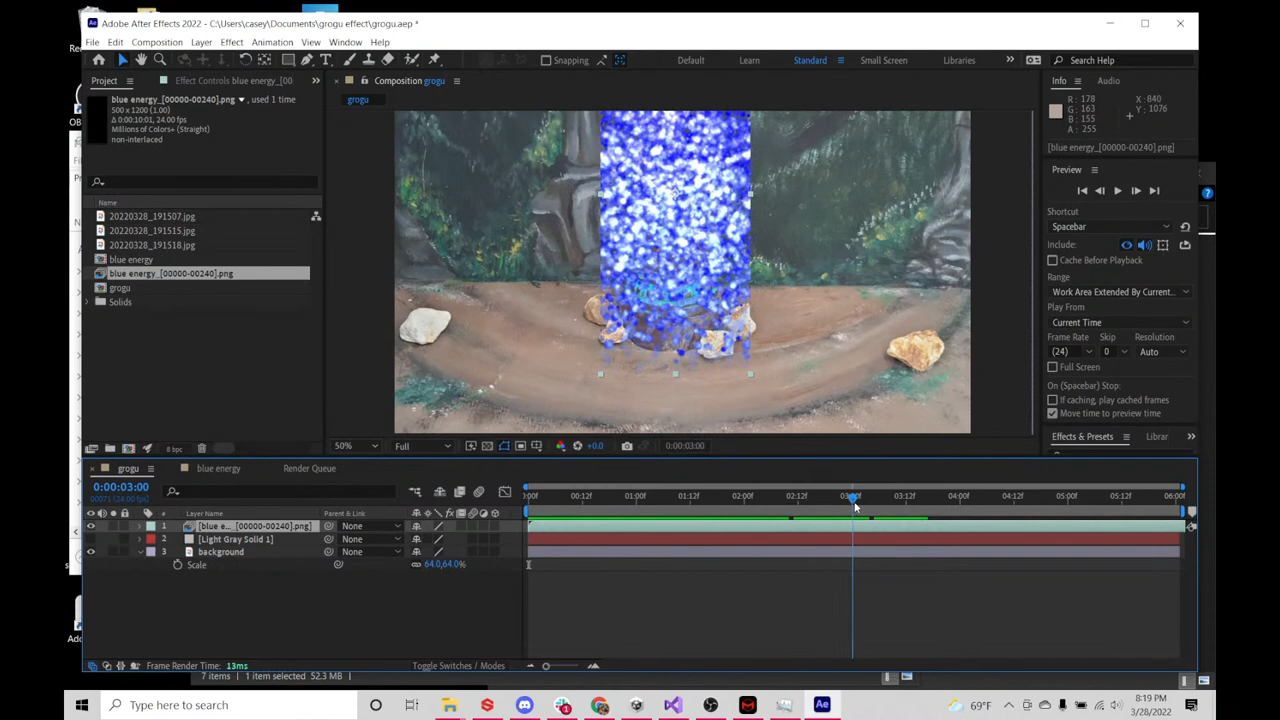 Adobe After Effects 2022 - C:\Users\casey\Documents\grogu effect\grogu.aep *
File Edit Composition Layer Effect Animation View Window Help
Snapping
Default Learn Standard Small Screen Libraries
Search Help
Project
Effect Controls blue energy_[00
Composition grogu
Info Audio
blue energy_[00000-00240].png , used 1 time
500 x 1200 (1.00)
Δ 0:00:10:01, 24.00 fps
Millions of Colors+ (Straight)
non-interlaced
grogu
R: 178
G: 163
B: 155
A: 255
X: 840
Y: 1076
[blue energy_[00000-00240].png]
Preview
Name
20220328_191507.jpg
20220328_191515.jpg
20220328_191518.jpg
blue energy
blue energy_[00000-00240].png
grogu
Solids
Shortcut
Spacebar
Include:
Cache Before Playback
Range
Work Area Extended By Current...
Play From
Current Time
Frame Rate Skip Resolution
(24) 0 Auto
Full Screen
On (Spacebar) Stop:
If caching, play cached frames
Move time to preview time
Effects & Presets Librar
8 bpc
50% Full +0.0 0:00:03:00
grogu blue energy Render Queue
0:00:03:00
00071 (24.00 fps)
:00f 00:12f 01:00f 01:12f 02:00f 02:12f 03:00f 03:12f 04:00f 04:12f 05:00f 05:12f 06:00f
# Layer Name Parent & Link
1 [blue e..._[00000-00240].png] None
2 [Light Gray Solid 1] None
3 background None
Scale 64.0,64.0%
Frame Render Time: 13ms
Toggle Switches / Modes
7 items 1 item selected 52.3 MB
Type here to search
69°F
8:19 PM
3/28/2022